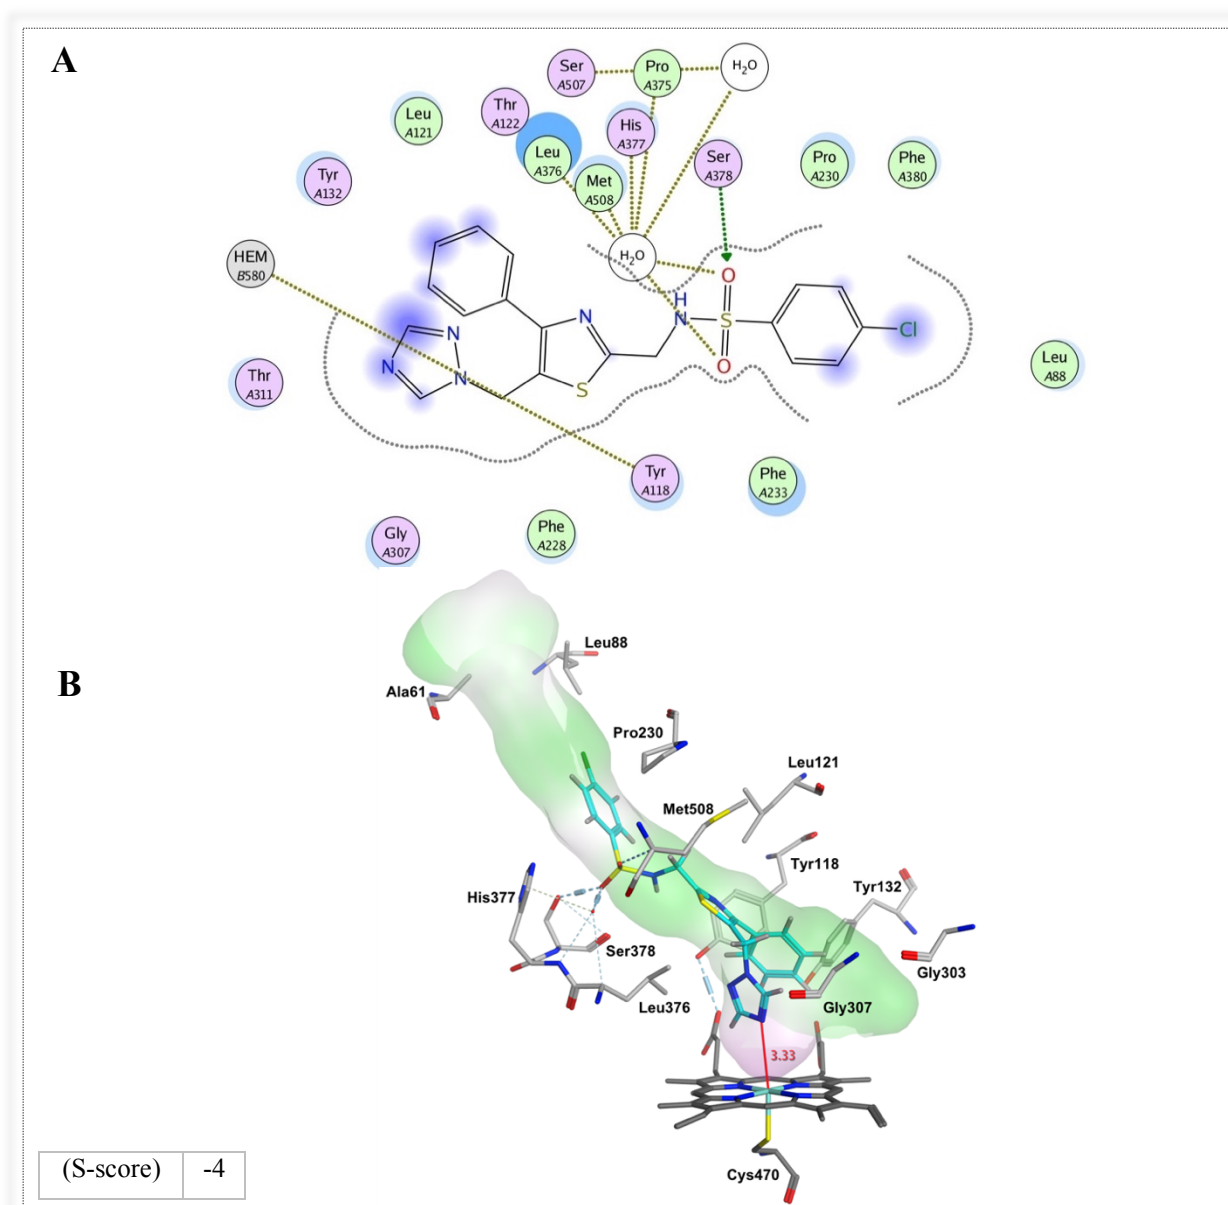 A
Ser
A507
Pro
A375
H2O
Leu
A121
Thr
A122
His
A377
Leu
A376
Met
A508
Ser
A378
Pro
A230
Phe
A380
Tyr
A132
HEM
B580
H2O
O
H
N
N
S
Cl
N
N
N
O
S
Leu
A88
Thr
A311
Tyr
A118
Phe
A233
Gly
A307
Phe
A228
B
Leu88
Ala61
Pro230
Leu121
Met508
Tyr118
Tyr132
His377
Ser378
Gly303
Leu376
Gly307
3.33
Cys470
(S-score) -4